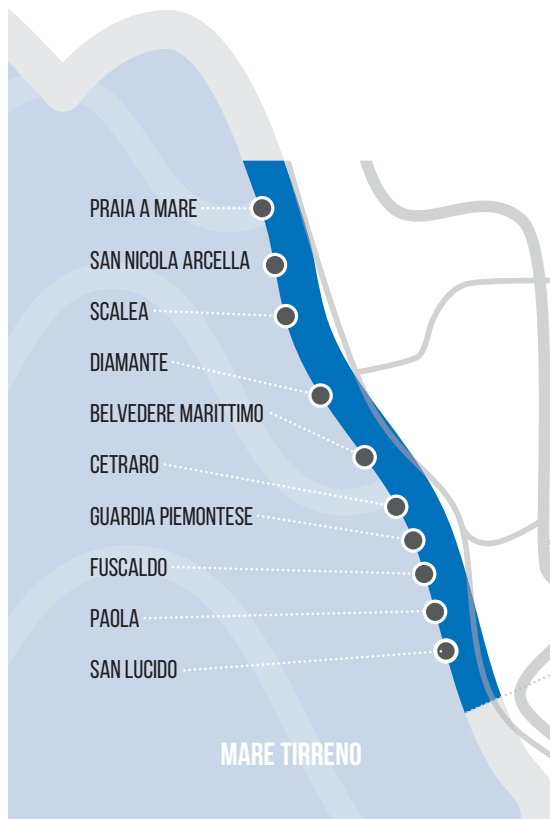 PRAIA A MARE
SAN NICOLA ARCELLA
SCALEA
DIAMANTE
BELVEDERE MARITTIMO
CETRARO
GUARDIA PIEMONTESE
FUSCALDO
PAOLA
SAN LUCIDO
MARE TIRRENO